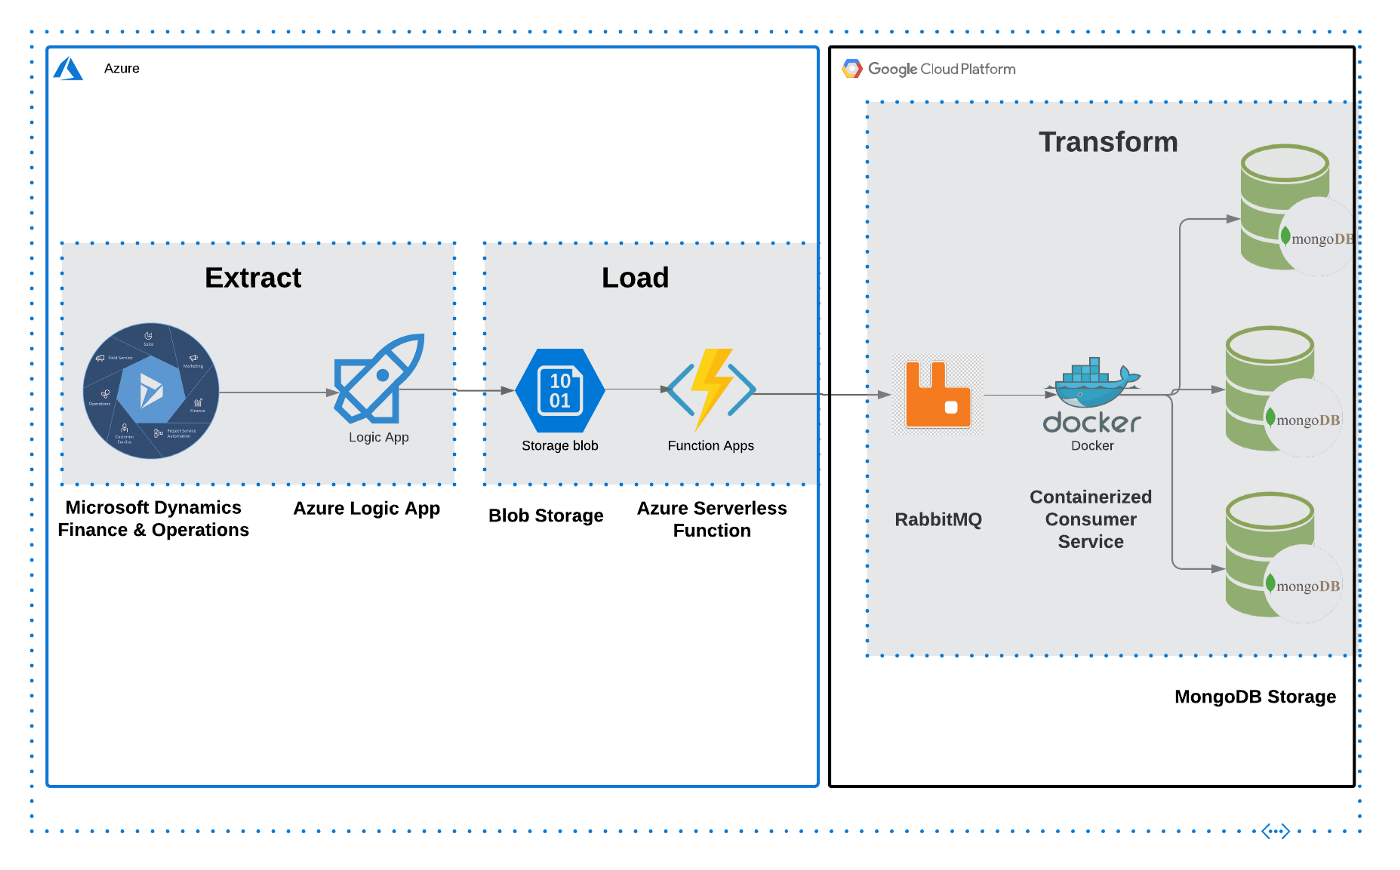 Azure
Google Cloud Platform
Transform
mongoDB
Extract
Load
Sales
Field Service
Marketing
Operations
Finance
Customer
Service
Project Service
Automation
Logic App
10
01
Storage blob
Function Apps
docker
Docker
mongoDB
Microsoft Dynamics
Finance & Operations
Azure Logic App
Blob Storage
Azure Serverless
Function
RabbitMQ
Containerized
Consumer
Service
mongoDB
MongoDB Storage